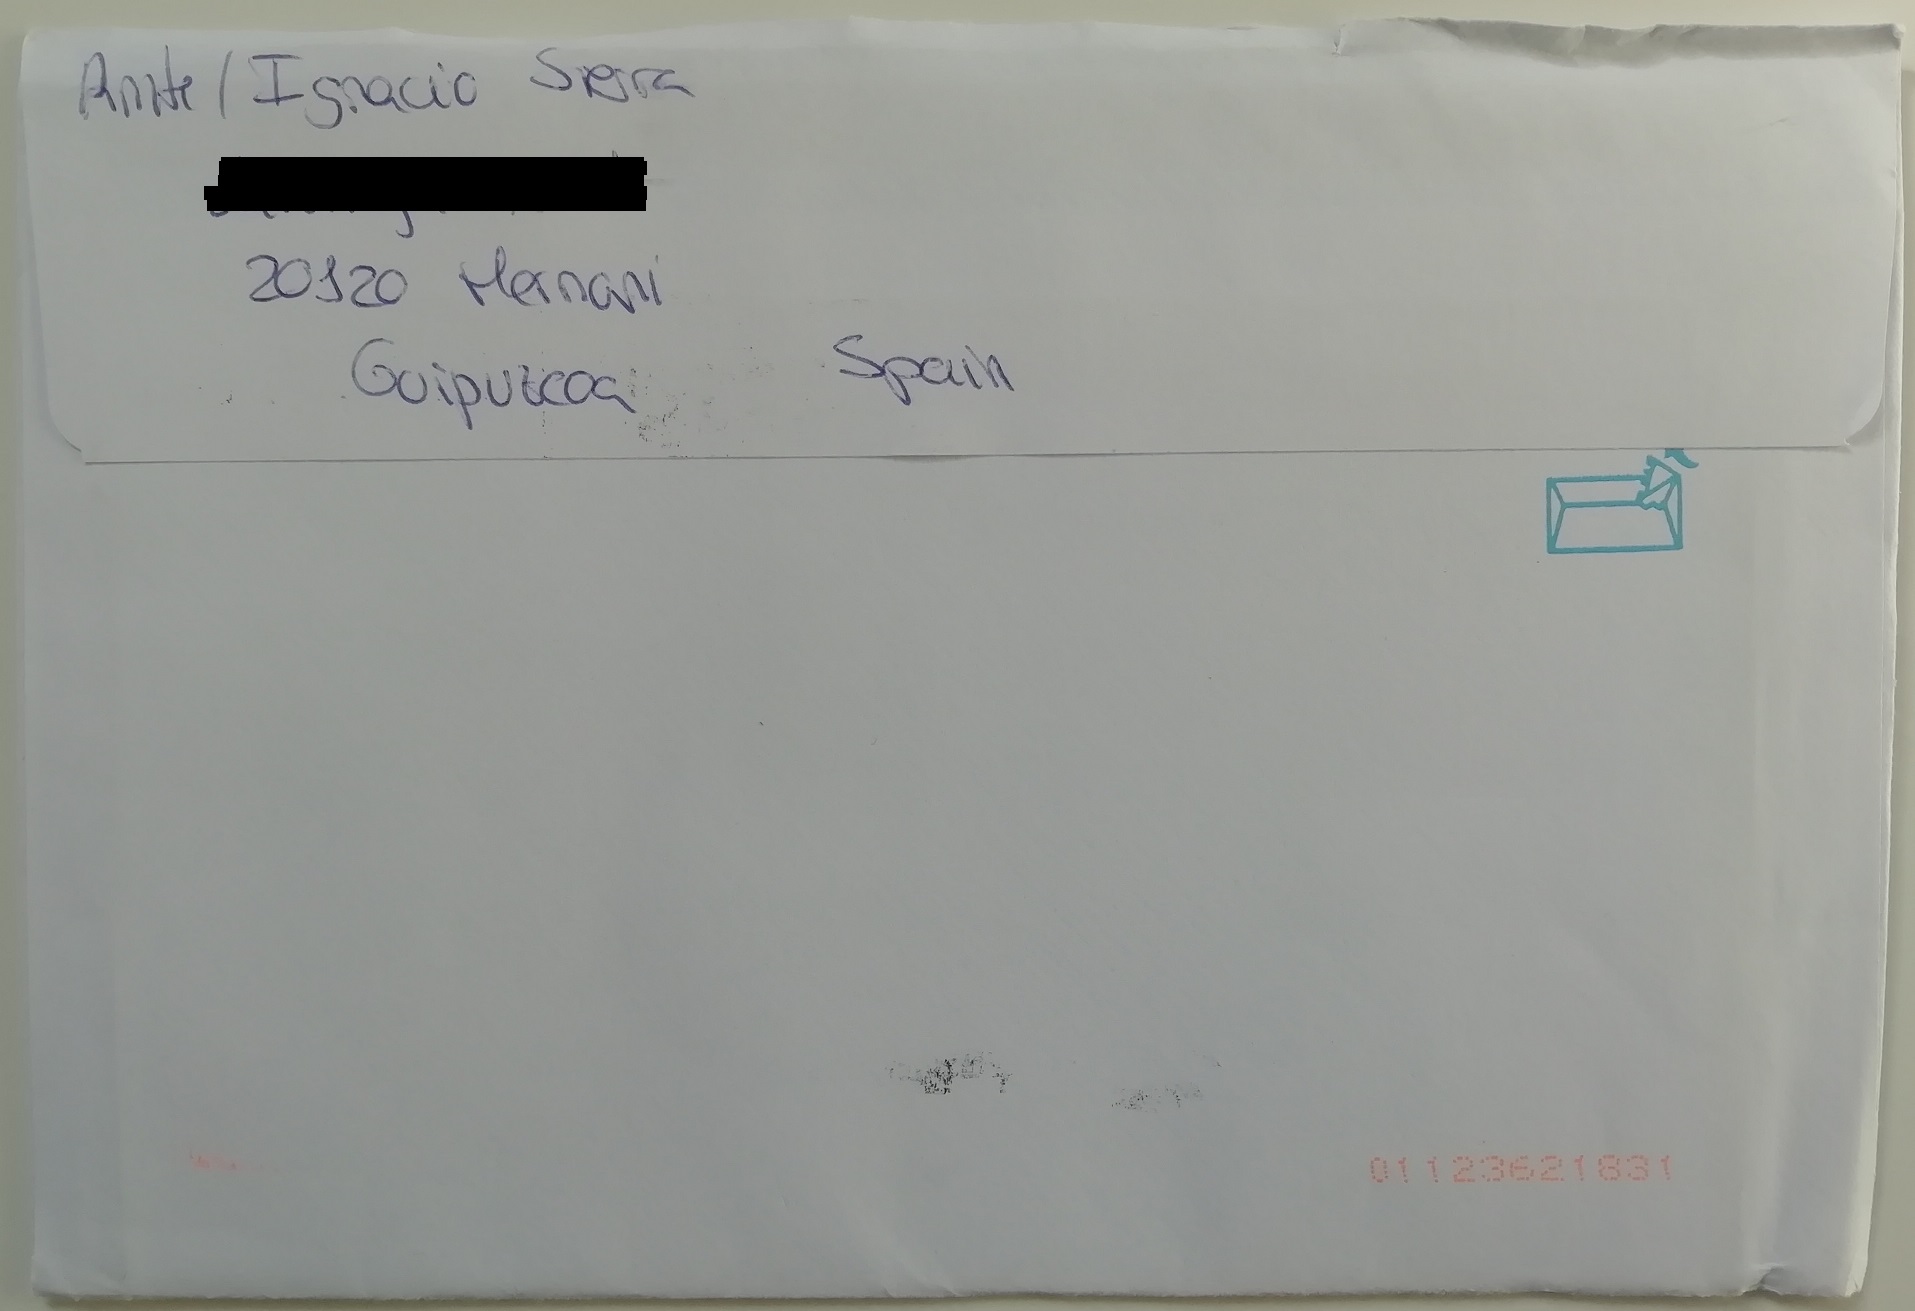 Rmte / Ignacio Sierra
20120 Hernani
Guipuzcoa Spain
01123621831